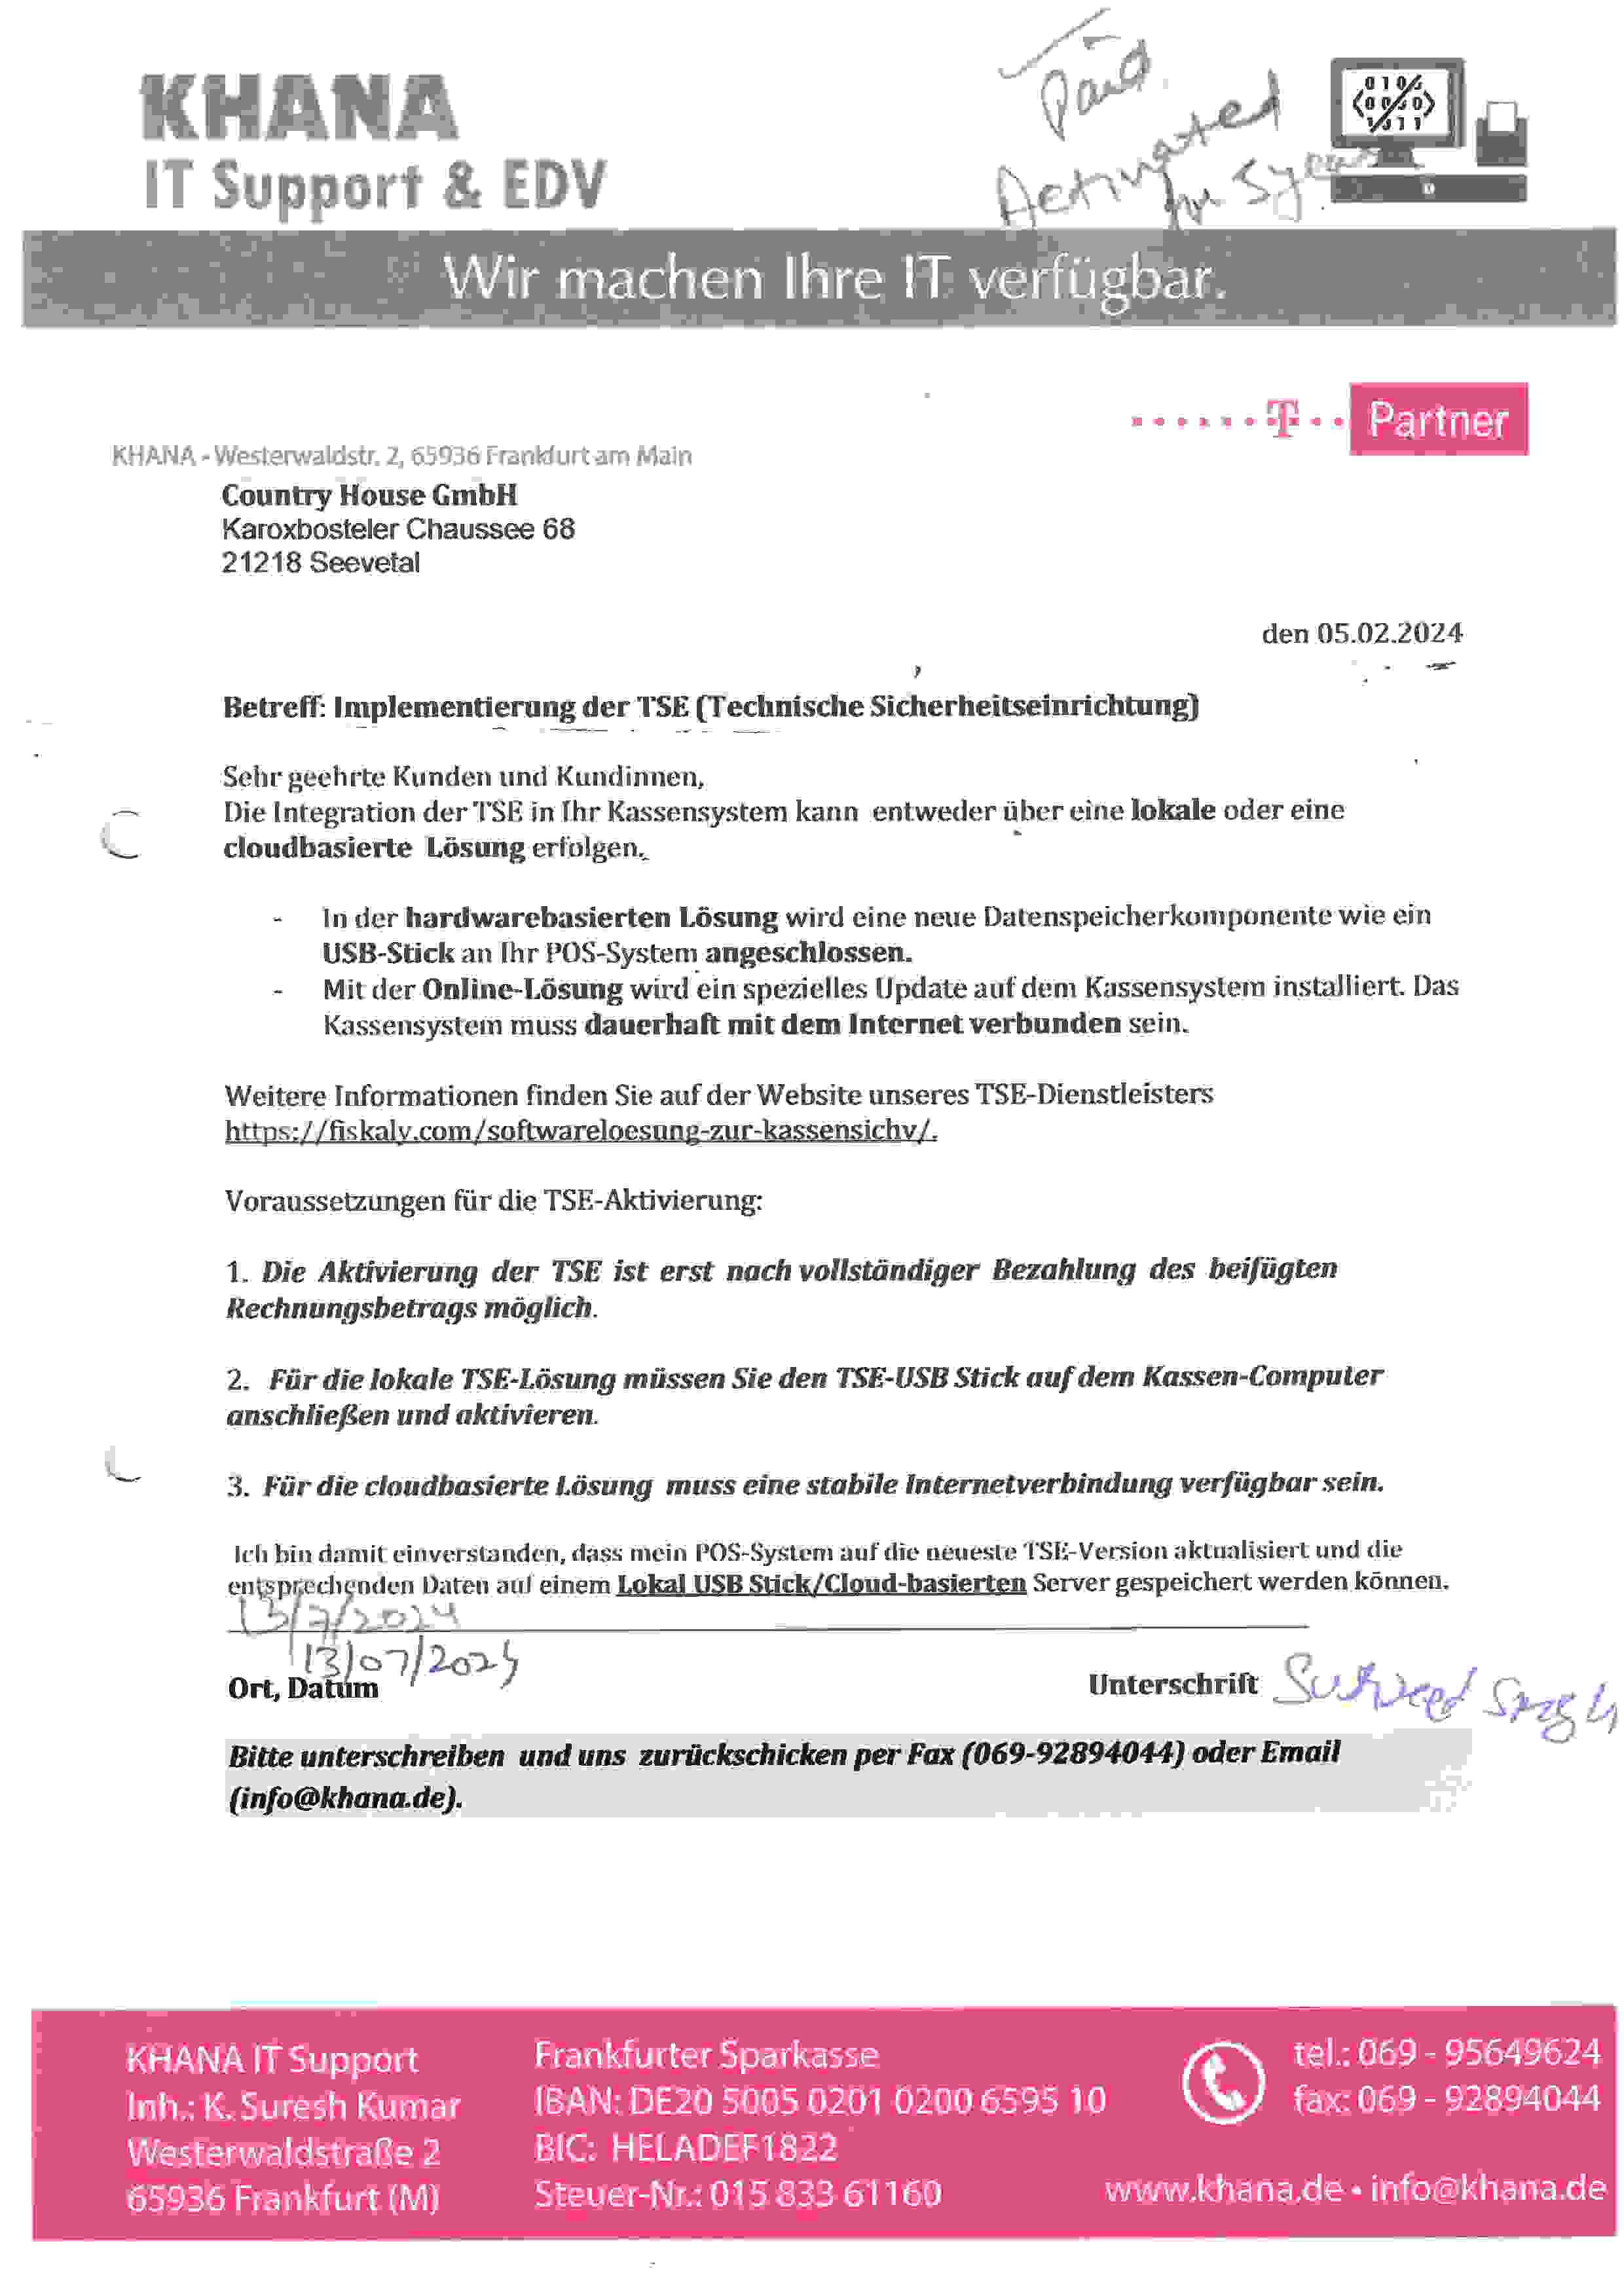 KHANA
IT Support & EDV
Paid
Activated
for 5 years
0101
0000
1011
Wir machen Ihre IT verfügbar.
T Partner
KHANA - Westerwaldstr. 2, 65936 Frankfurt am Main
Country House GmbH
Karoxbosteler Chaussee 68
21218 Seevetal
den 05.02.2024
Betreff: Implementierung der TSE (Technische Sicherheitseinrichtung)
Sehr geehrte Kunden und Kundinnen,
Die Integration der TSE in Ihr Kassensystem kann entweder über eine lokale oder eine
cloudbasierte Lösung erfolgen.
- In der hardwarebasierten Lösung wird eine neue Datenspeicherkomponente wie ein
USB-Stick an Ihr POS-System angeschlossen.
- Mit der Online-Lösung wird ein spezielles Update auf dem Kassensystem installiert. Das
Kassensystem muss dauerhaft mit dem Internet verbunden sein.
Weitere Informationen finden Sie auf der Website unseres TSE-Dienstleisters
https://fiskaly.com/softwareloesung-zur-kassensichv/.
Voraussetzungen für die TSE-Aktivierung:
1. Die Aktivierung der TSE ist erst nach vollständiger Bezahlung des beifügten
Rechnungsbetrags möglich.
2. Für die lokale TSE-Lösung müssen Sie den TSE-USB Stick auf dem Kassen-Computer
anschließen und aktivieren.
3. Für die cloudbasierte Lösung muss eine stabile Internetverbindung verfügbar sein.
Ich bin damit einverstanden, dass mein POS-System auf die neueste TSE-Version aktualisiert und die
entsprechenden Daten auf einem Lokal USB Stick/Cloud-basierten Server gespeichert werden können.
13/7/2024
13/07/2024
Ort, Datum Unterschrift
Bitte unterschreiben und uns zurückschicken per Fax (069-92894044) oder Email
(info@khana.de).
KHANA IT Support
Inh.: K. Suresh Kumar
Westerwaldstraße 2
65936 Frankfurt (M)
Frankfurter Sparkasse
IBAN: DE20 5005 0201 0200 6595 10
BIC: HELADEF1822
Steuer-Nr.: 015 833 61160
tel.: 069 - 95649624
fax: 069 - 92894044
www.khana.de • info@khana.de